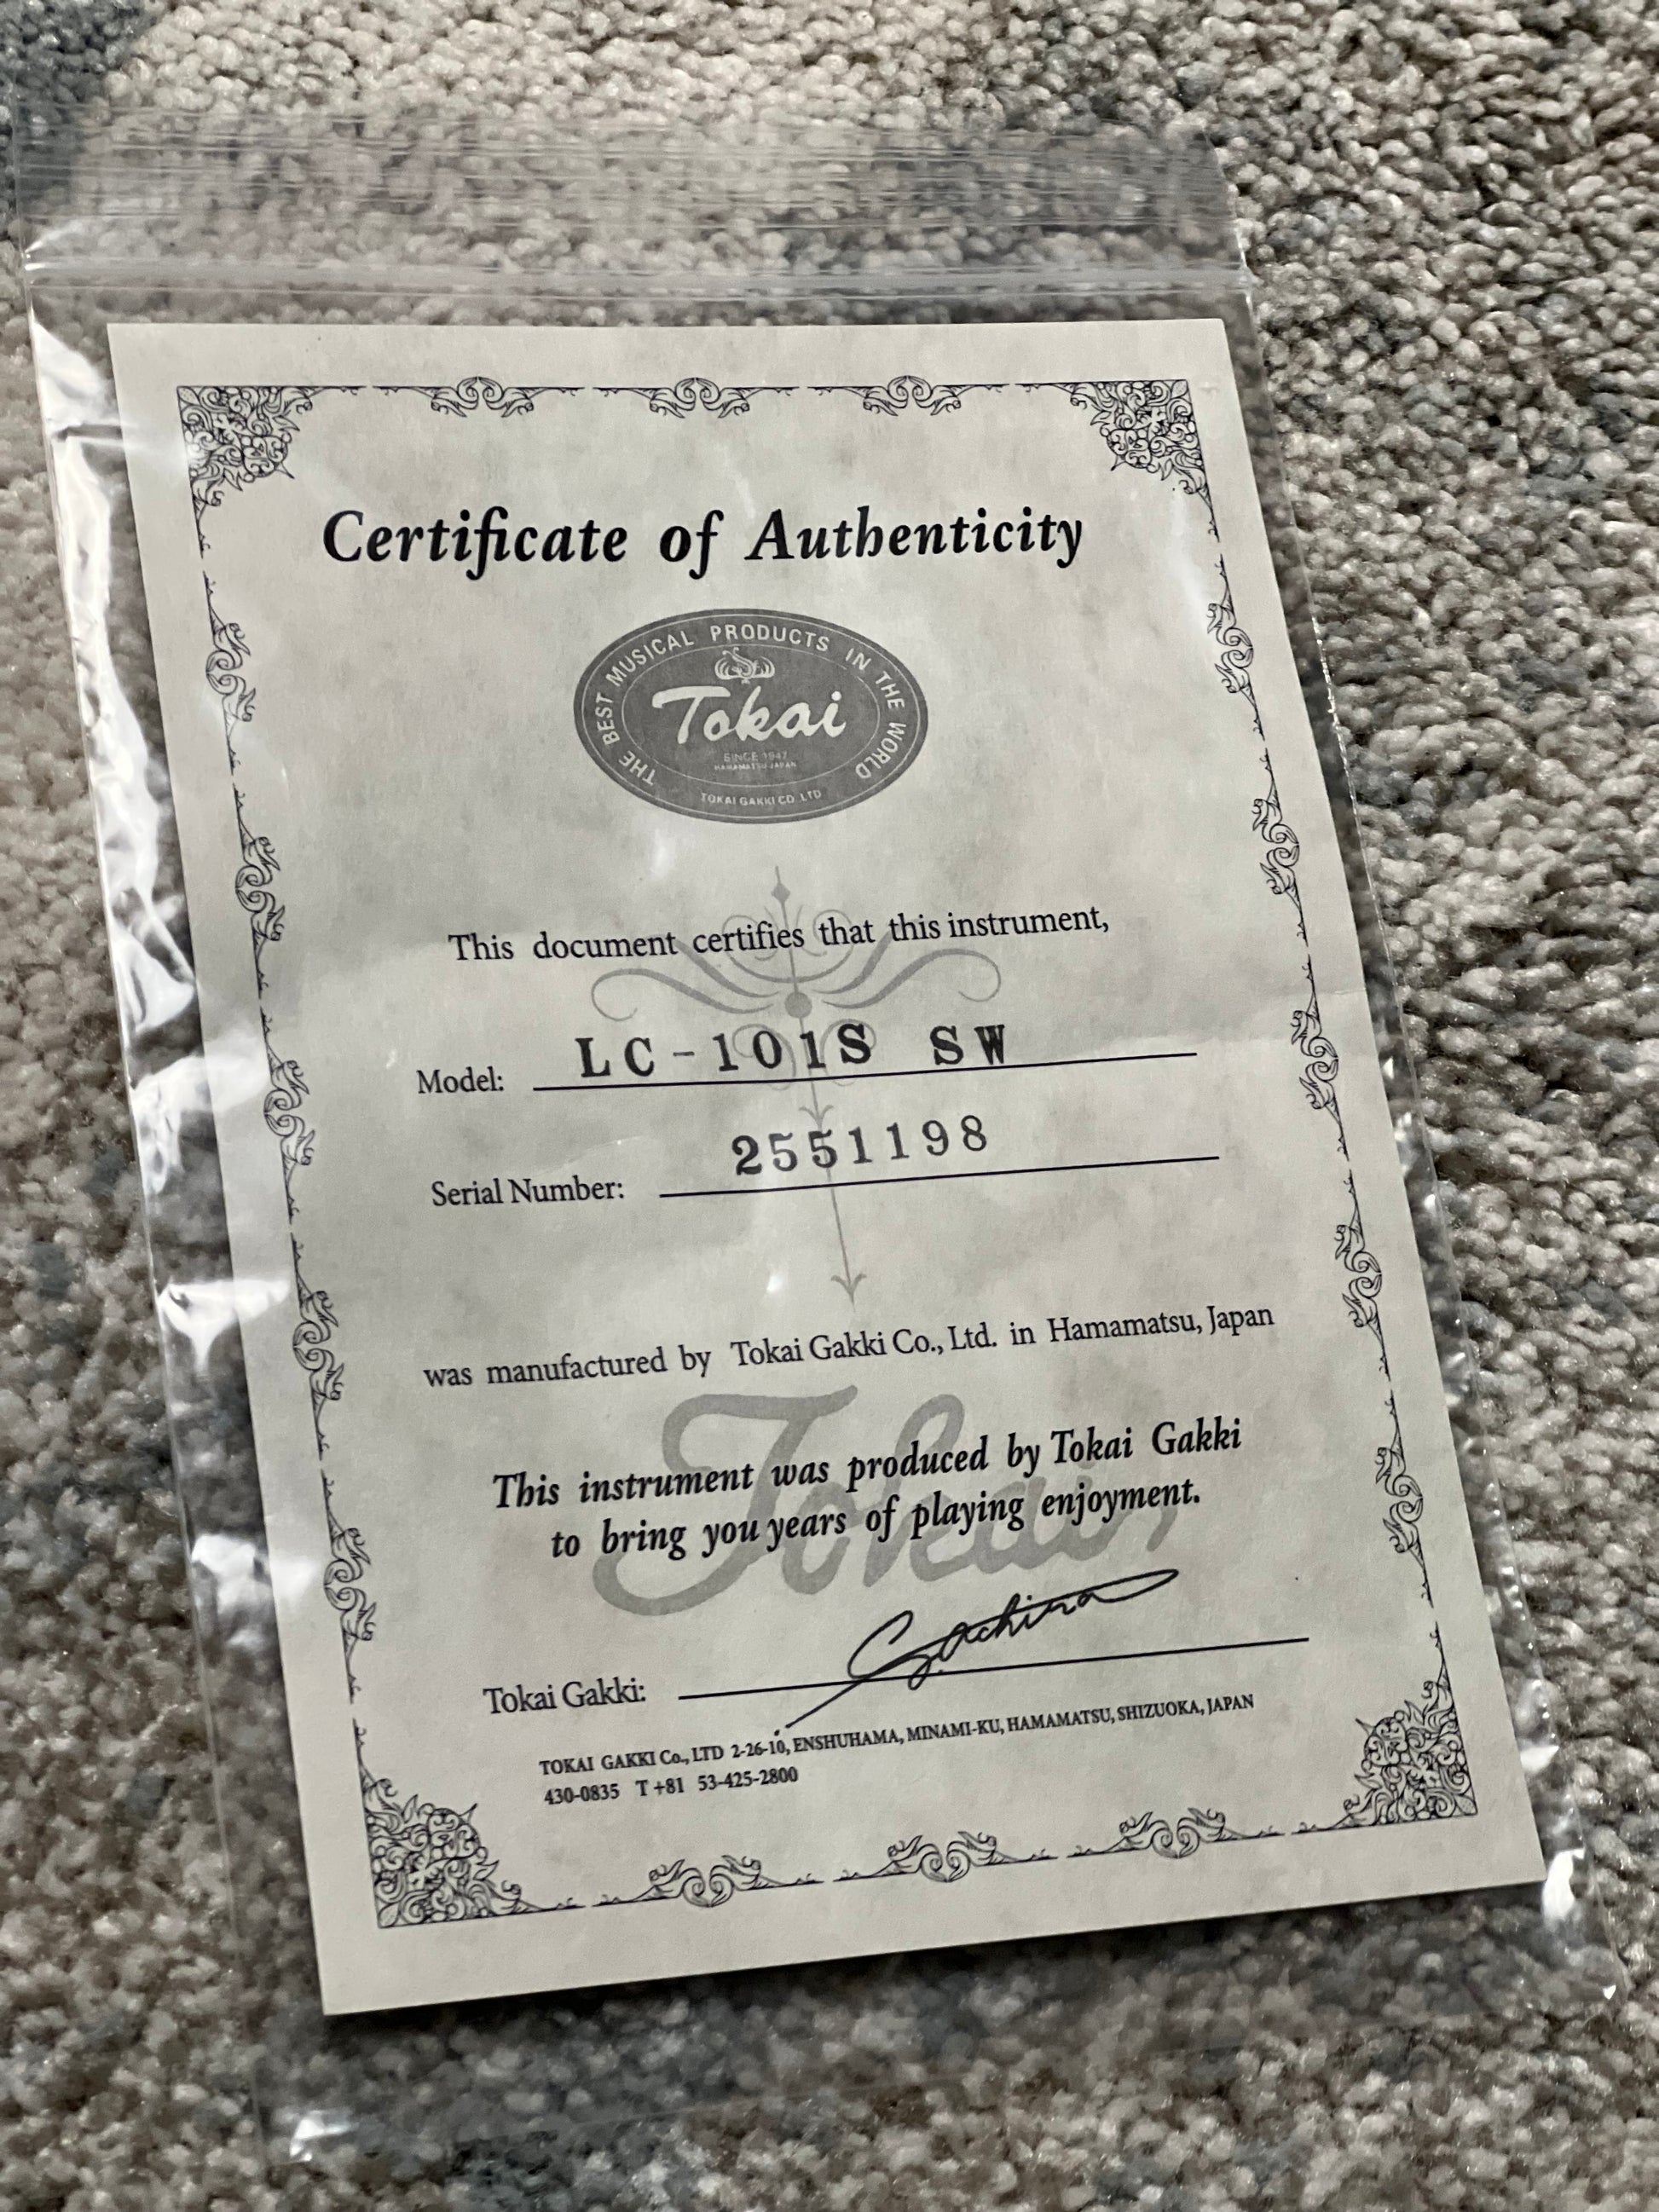 Certificate of Authenticity
THE BEST MUSICAL PRODUCTS IN THE WORLD
Tokai
SINCE 1947
HAMAMATSU JAPAN
TOKAI GAKKI CO. LTD
This document certifies that this instrument,
Model: LC-101S SW
Serial Number: 2551198
was manufactured by Tokai Gakki Co., Ltd. in Hamamatsu, Japan
Tokai
This instrument was produced by Tokai Gakki
to bring you years of playing enjoyment.
Tokai Gakki:
TOKAI GAKKI Co., LTD 2-26-10, ENSHUHAMA, MINAMI-KU, HAMAMATSU, SHIZUOKA, JAPAN
430-0835 T +81 53-425-2800